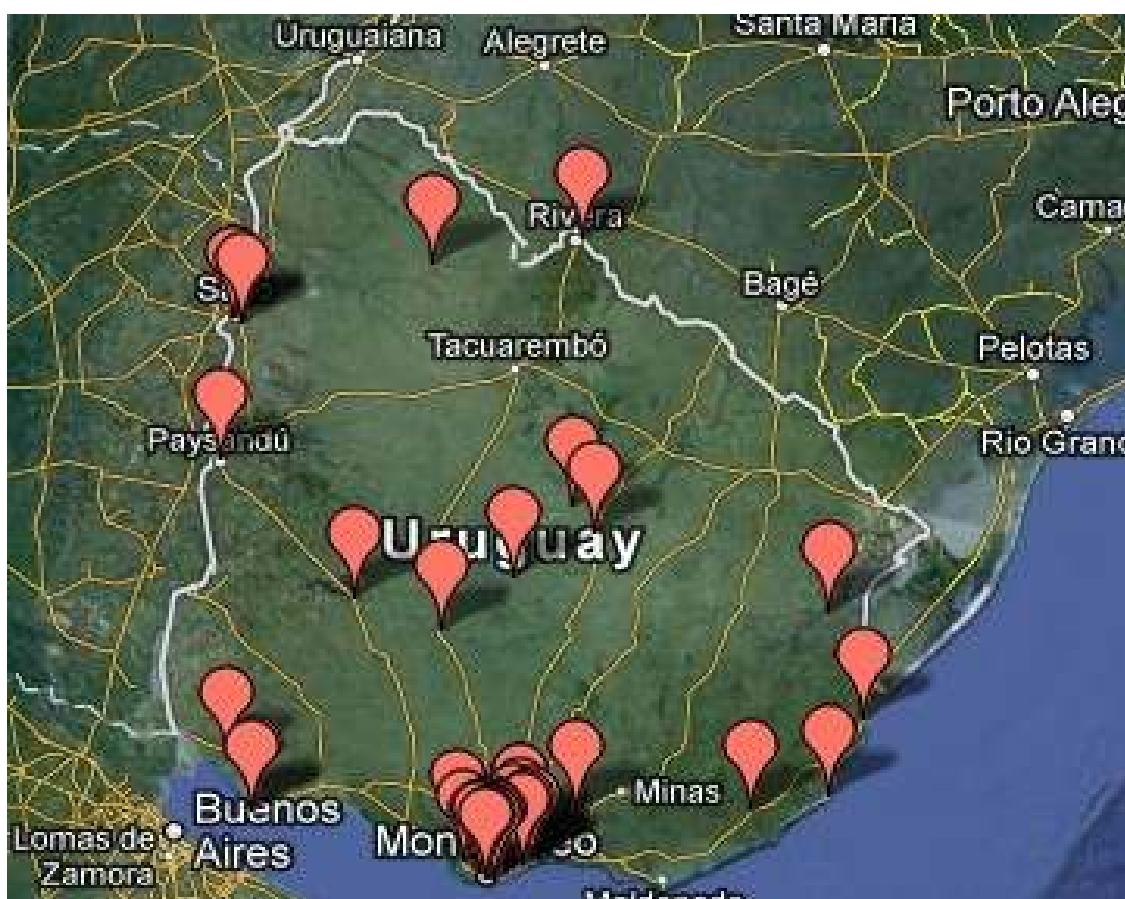 Uruguaiana
Alegrete
Santa Maria
Porto Aleg
Rivera
Cama
Bagé
Tacuarembó
Pelotas
Paysandú
Rio Grand
Uruguay
Minas
Buenos
Aires
Lomas de
Zamora